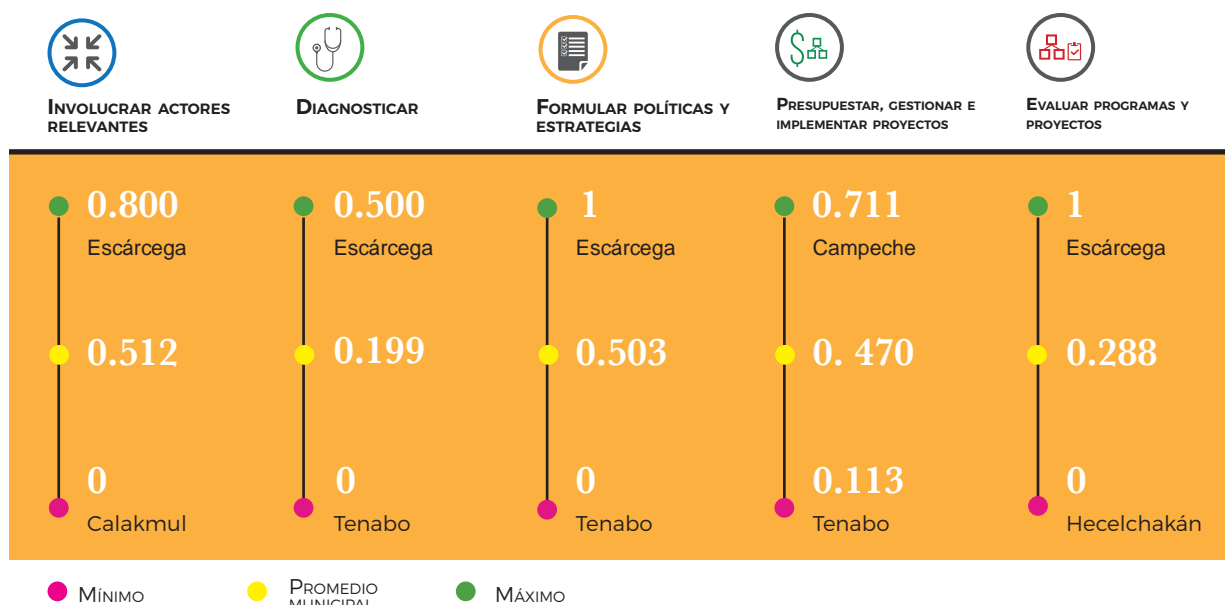 INVOLUCRAR ACTORES
RELEVANTES
DIAGNOSTICAR
FORMULAR POLÍTICAS Y
ESTRATEGIAS
PRESUPUESTAR, GESTIONAR E
IMPLEMENTAR PROYECTOS
EVALUAR PROGRAMAS Y
PROYECTOS
0.800
Escárcega
0.512
0
Calakmul
0.500
Escárcega
0.199
0
Tenabo
1
Escárcega
0.503
0
Tenabo
0.711
Campeche
0. 470
0.113
Tenabo
1
Escárcega
0.288
0
Hecelchakán
MÍNIMO
PROMEDIO
MUNICIPAL
MÁXIMO